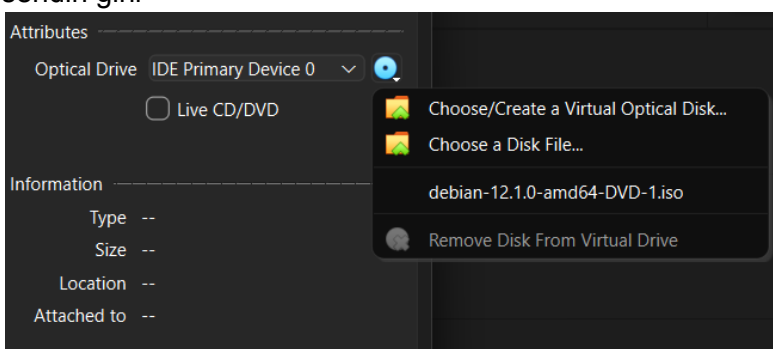 Attributes
Optical Drive IDE Primary Device 0
Live CD/DVD
Choose/Create a Virtual Optical Disk...
Choose a Disk File...
debian-12.1.0-amd64-DVD-1.iso
Remove Disk From Virtual Drive
Information
Type --
Size --
Location --
Attached to --